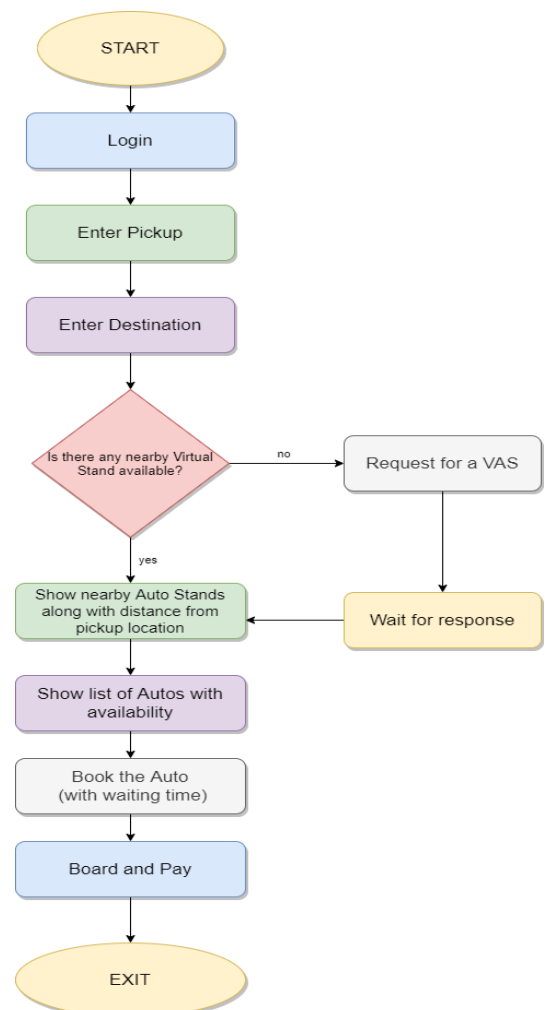 START
Login
Enter Pickup
Enter Destination
Is there any nearby Virtual
Stand available?
no
Request for a VAS
yes
Show nearby Auto Stands
along with distance from
pickup location
Wait for response
Show list of Autos with
availability
Book the Auto
(with waiting time)
Board and Pay
EXIT